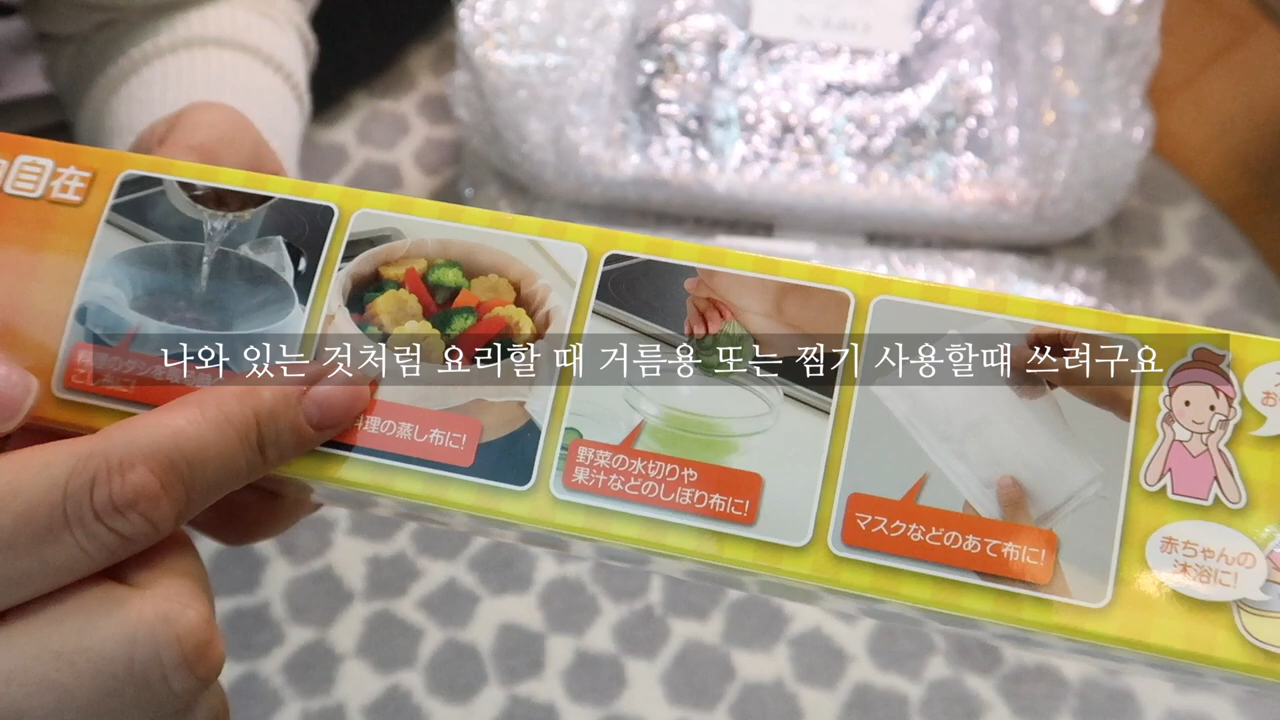 自在
나와 있는 것처럼 요리할 때 거름용 또는 찜기 사용할떄 쓰려구요
理の蒸し布に!
野菜の水切りや
果汁などのしぼり布に!
マスクなどのあて布に!
お
赤ちゃんの
沐浴に!